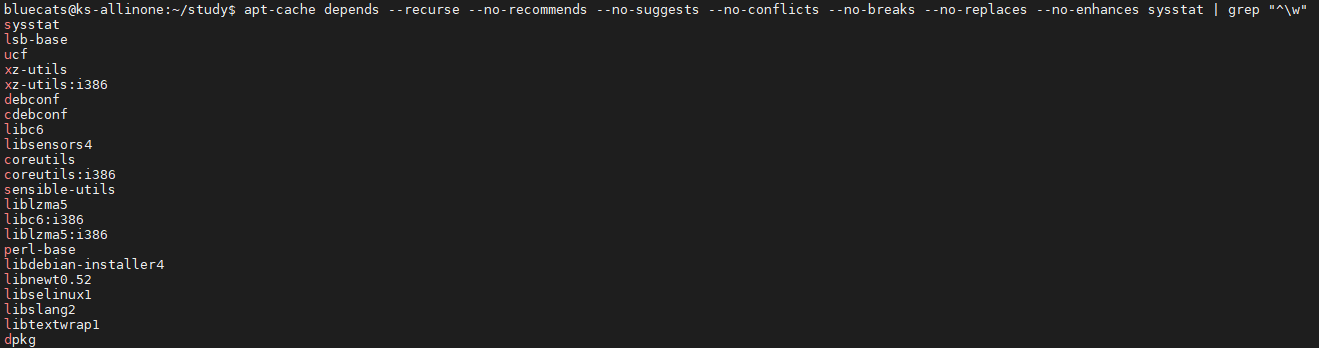 bluecats@ks-allinone:~/study$ apt-cache depends --recurse --no-recommends --no-suggests --no-conflicts --no-breaks --no-replaces --no-enhances sysstat | grep "^\w"
sysstat
lsb-base
ucf
xz-utils
xz-utils:i386
debconf
cdebconf
libc6
libsensors4
coreutils
coreutils:i386
sensible-utils
liblzma5
libc6:i386
liblzma5:i386
perl-base
libdebian-installer4
libnewt0.52
libselinux1
libslang2
libtextwrap1
dpkg